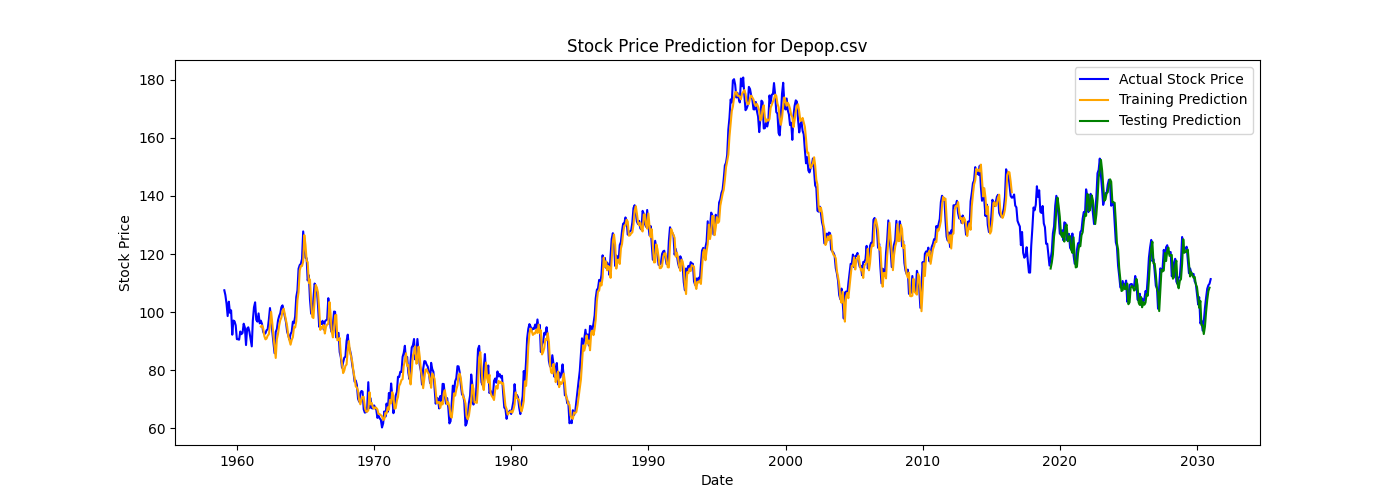 Stock Price Prediction for Depop.csv
Actual Stock Price
Training Prediction
Testing Prediction
Stock Price
180
160
140
120
100
80
60
1960 1970 1980 1990 2000 2010 2020 2030
Date